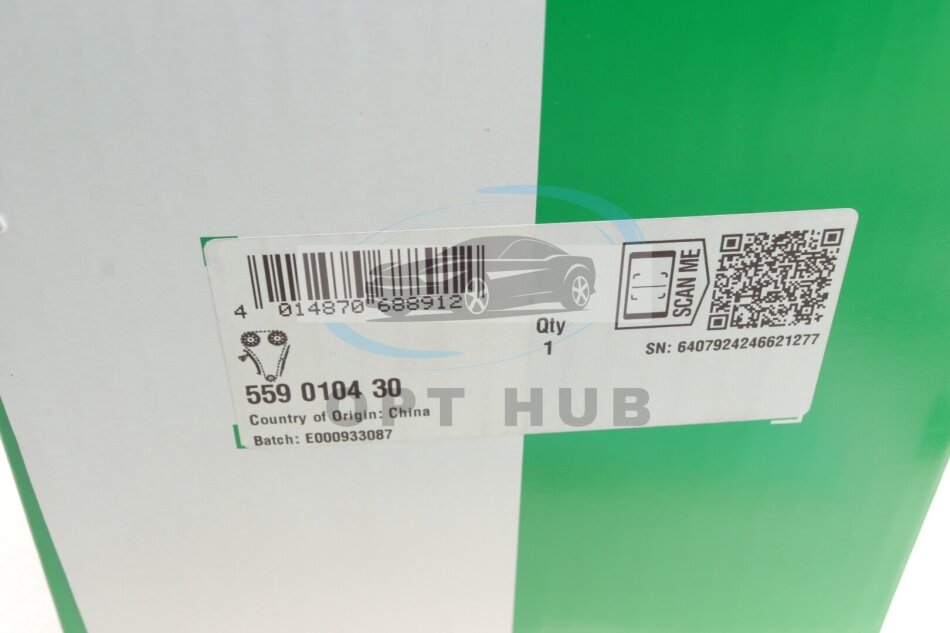 4 014870 688912
Qty
1
SCAN ME
SN: 6407924246621277
559 0104 30
Country of Origin: China
Batch: E000933087
OPT HUB